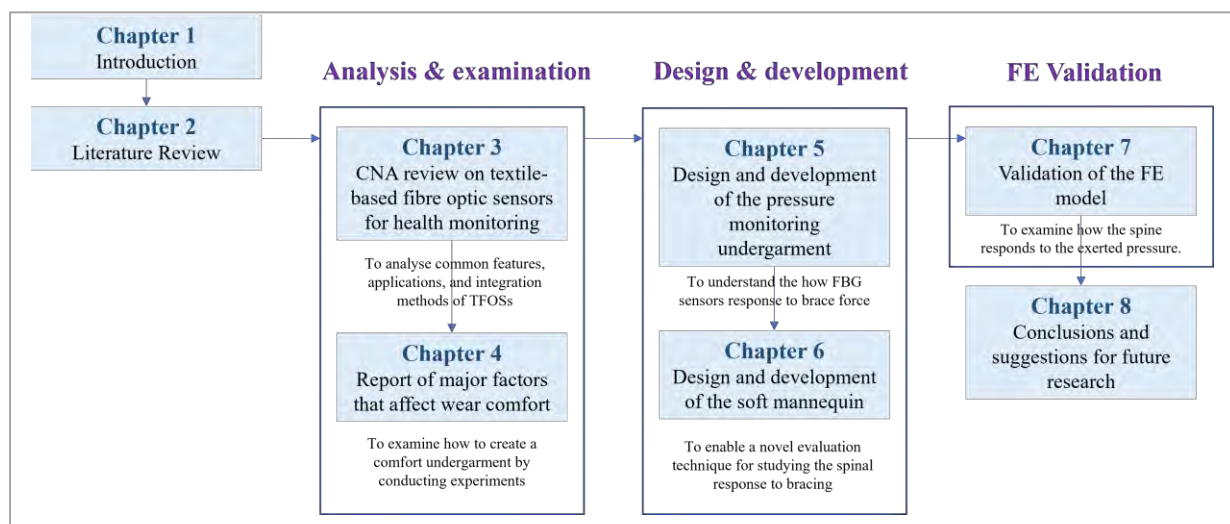 Chapter 1
Introduction
Chapter 2
Literature Review
Analysis & examination
Chapter 3
CNA review on textile-
based fibre optic sensors
for health monitoring
To analyse common features,
applications, and integration
methods of TFOSs
Chapter 4
Report of major factors
that affect wear comfort
To examine how to create a
comfort undergarment by
conducting experiments
Design & development
Chapter 5
Design and development
of the pressure
monitoring
undergarment
To understand the how FBG
sensors response to brace force
Chapter 6
Design and development
of the soft mannequin
To enable a novel evaluation
technique for studying the spinal
response to bracing
FE Validation
Chapter 7
Validation of the FE
model
To examine how the spine
responds to the exerted pressure.
Chapter 8
Conclusions and
suggestions for future
research